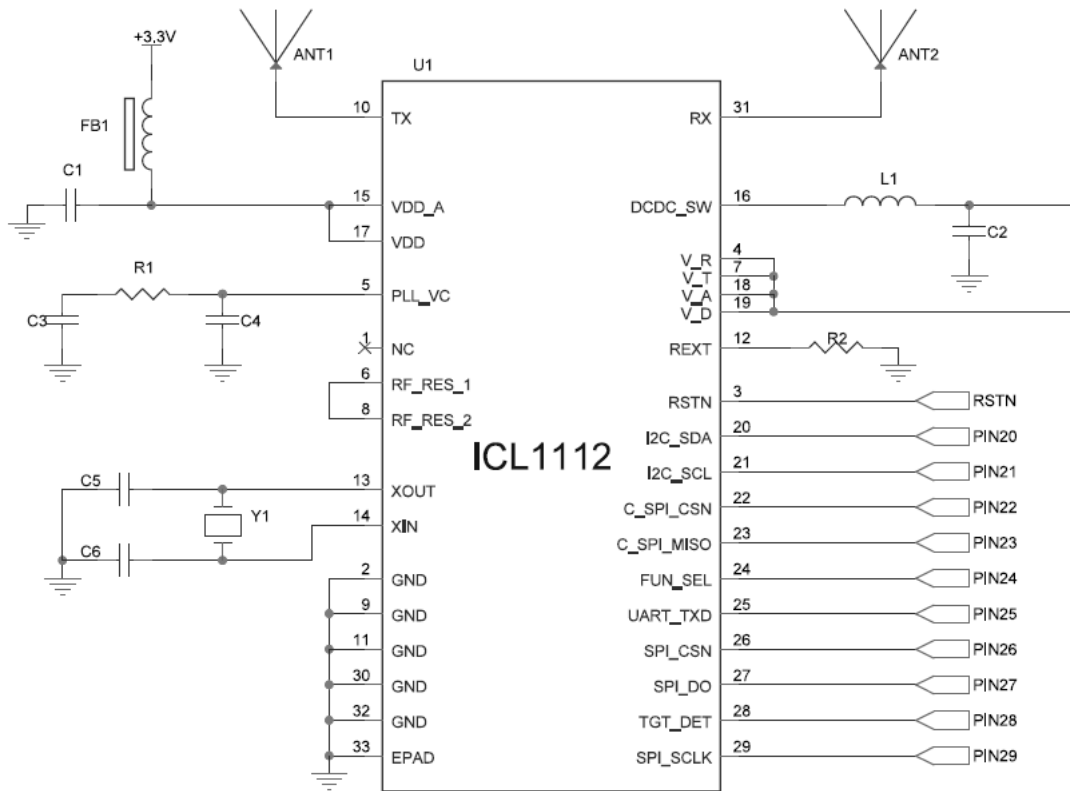 +3,3V
ANT1
ANT2
U1
FB1
C1
10 TX
RX 31
15 VDD_A
17 VDD
DCDC_SW 16
L1
C2
V_R 4
V_T 7
V_A 18
V_D 19
R1
5 PLL_VC
C3
C4
1 NC
REXT 12
R2
6 RF_RES_1
8 RF_RES_2
RSTN 3 RSTN
I2C_SDA 20 PIN20
ICL1112
I2C_SCL 21 PIN21
C5
13 XOUT
C_SPI_CSN 22 PIN22
Y1
14 XIN
C6
C_SPI_MISO 23 PIN23
2 GND
FUN_SEL 24 PIN24
9 GND
UART_TXD 25 PIN25
11 GND
SPI_CSN 26 PIN26
30 GND
SPI_DO 27 PIN27
32 GND
TGT_DET 28 PIN28
33 EPAD
SPI_SCLK 29 PIN29